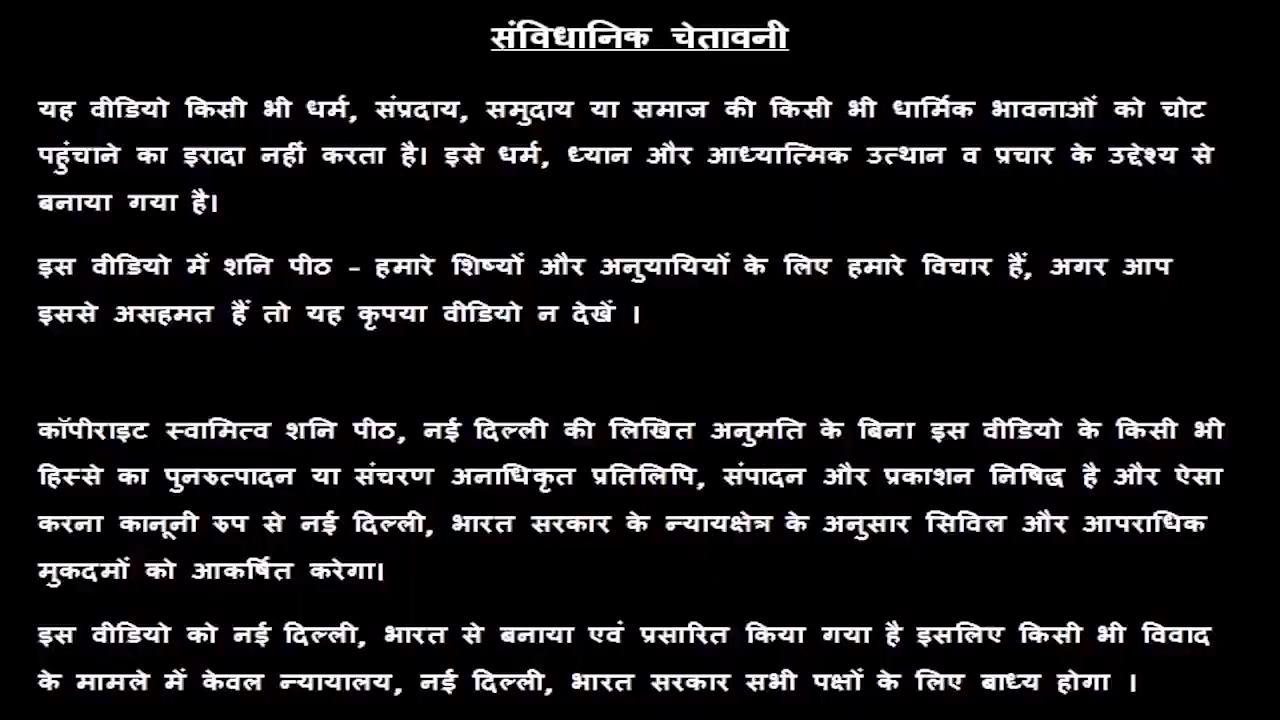 संविधानिक चेतावनी
यह वीडियो किसी भी धर्म, संप्रदाय, समुदाय या समाज की किसी भी धार्मिक भावनाओं को चोट
पहुंचाने का इरादा नहीं करता है। इसे धर्म, ध्यान और आध्यात्मिक उत्थान व प्रचार के उद्देश्य से
बनाया गया है।
इस वीडियो में शनि पीठ – हमारे शिष्यों और अनुयायियों के लिए हमारे विचार हैं, अगर आप
इससे असहमत हैं तो यह कृपया वीडियो न देखें ।
कॉपीराइट स्वामित्व शनि पीठ, नई दिल्ली की लिखित अनुमति के बिना इस वीडियो के किसी भी
हिस्से का पुनरुत्पादन या संचरण अनाधिकृत प्रतिलिपि, संपादन और प्रकाशन निषिद्ध है और ऐसा
करना कानूनी रुप से नई दिल्ली, भारत सरकार के न्यायक्षेत्र के अनुसार सिविल और आपराधिक
मुकदमों को आकर्षित करेगा।
इस वीडियो को नई दिल्ली, भारत से बनाया एवं प्रसारित किया गया है इसलिए किसी भी विवाद
के मामले में केवल न्यायालय, नई दिल्ली, भारत सरकार सभी पक्षों के लिए बाध्य होगा ।